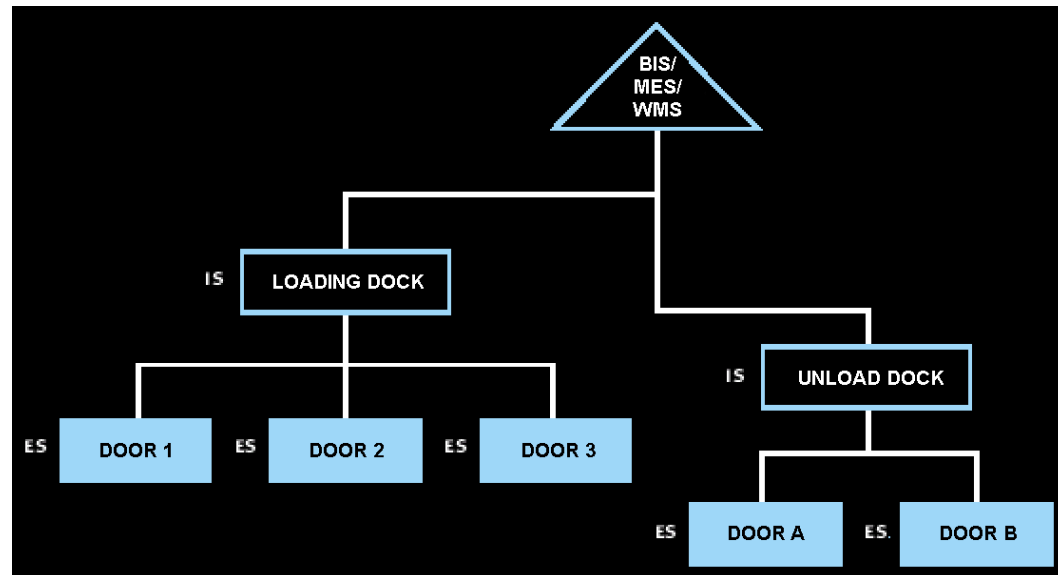 BIS/
MES/
WMS
IS LOADING DOCK
IS UNLOAD DOCK
ES DOOR 1 ES DOOR 2 ES DOOR 3
ES DOOR A ES. DOOR B